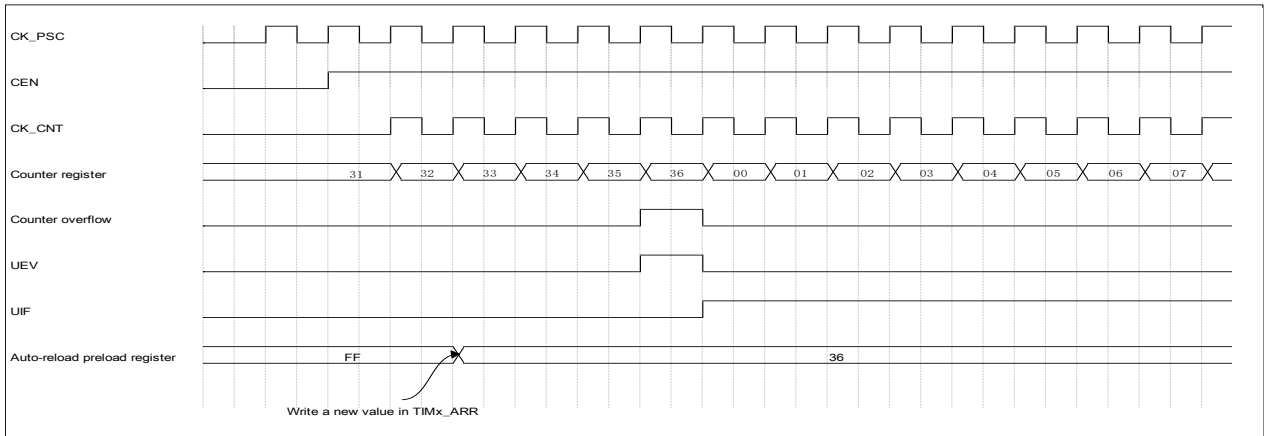 CK_PSC
CEN
CK_CNT
Counter register 31 32 33 34 35 36 00 01 02 03 04 05 06 07
Counter overflow
UEV
UIF
Auto-reload preload register FF 36
Write a new value in TIMx_ARR